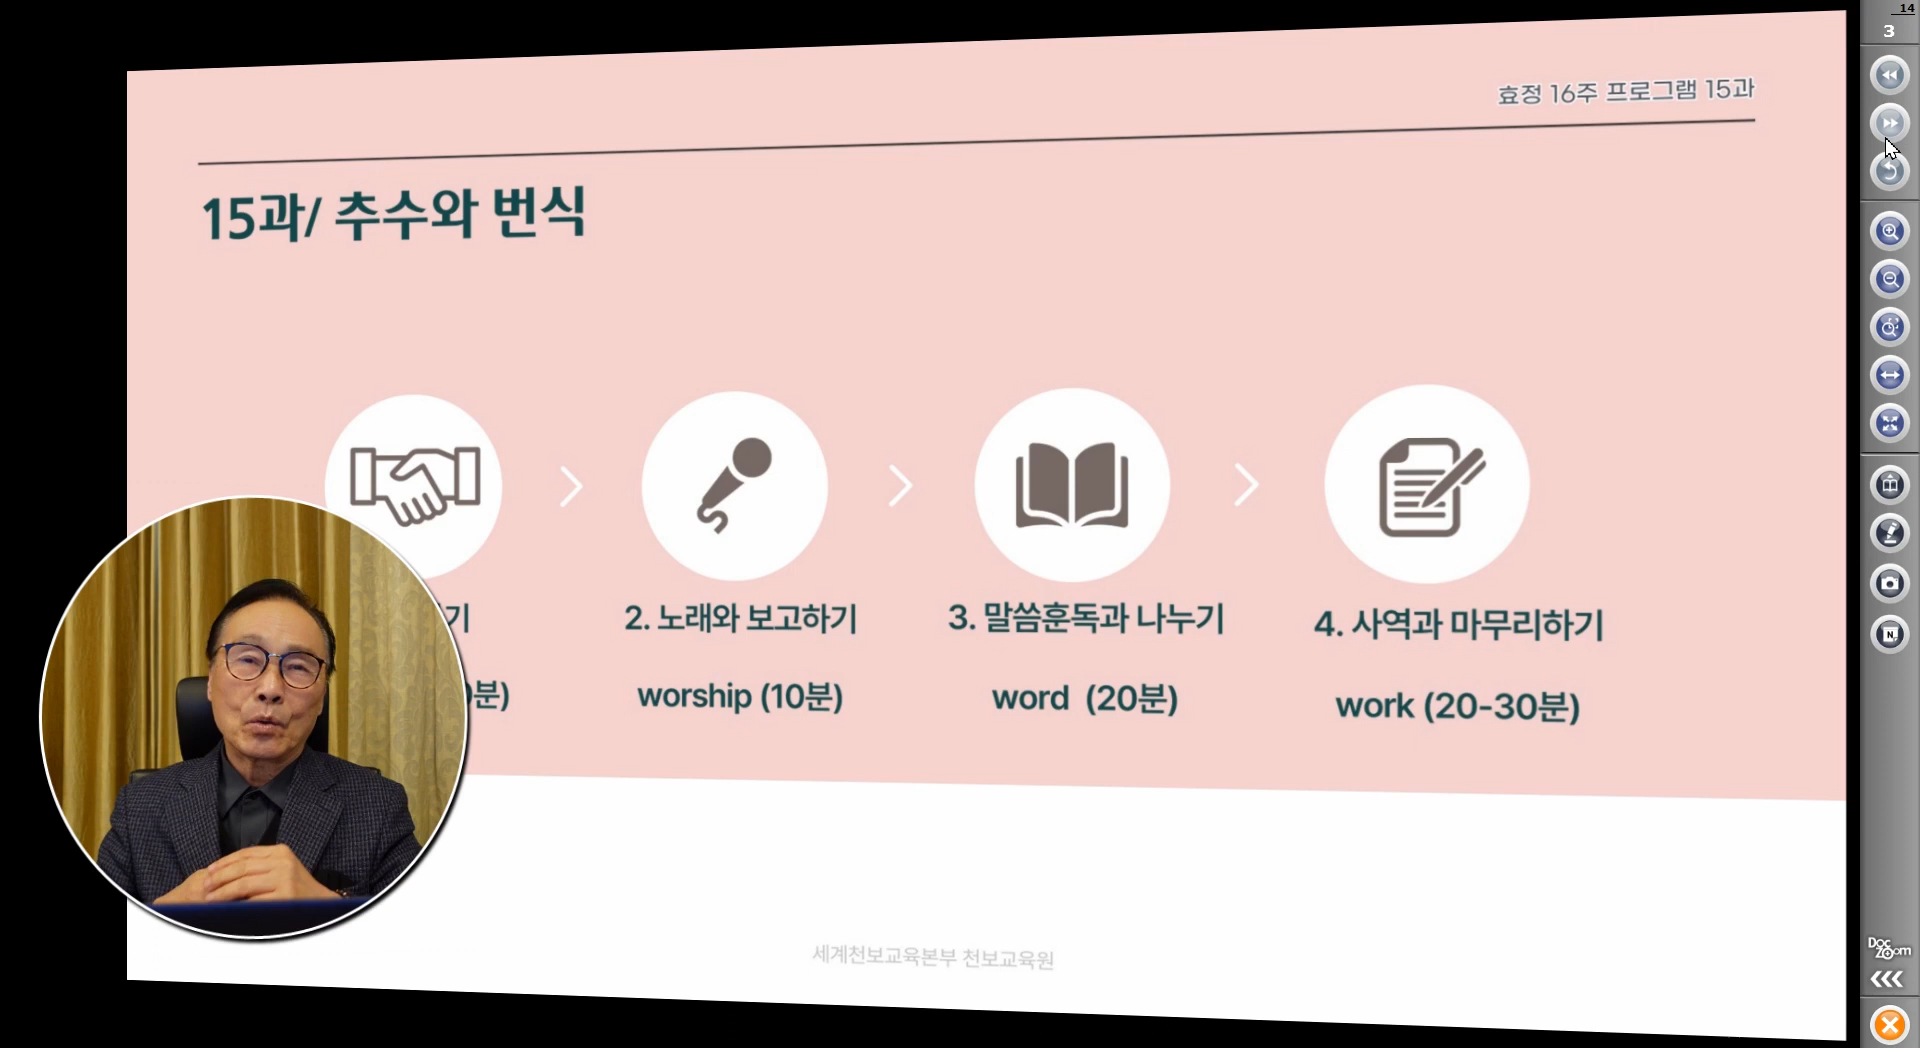 14
3
효정 16주 프로그램 15과
15과/ 추수와 번식
기
2. 노래와 보고하기
3. 말씀훈독과 나누기
4. 사역과 마무리하기
분)
worship (10분)
word (20분)
work (20-30분)
세계천보교육본부 천보교육원
N
Doc
Zoom